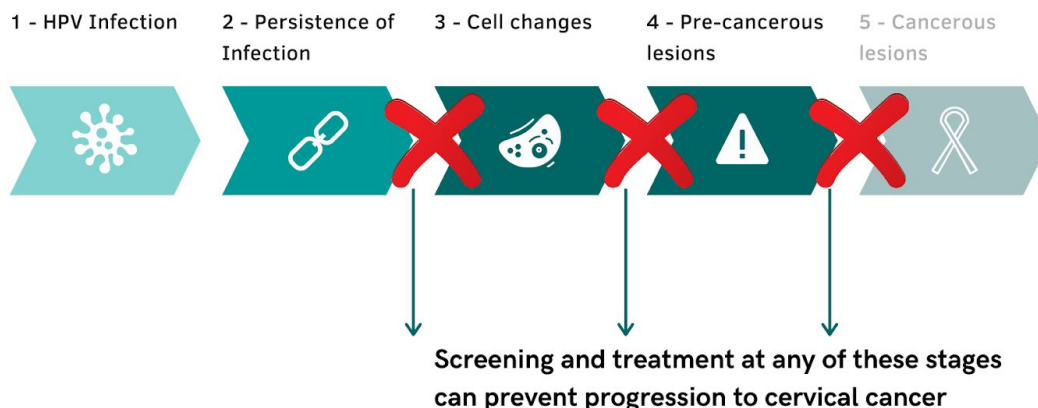 1 - HPV Infection
2 - Persistence of
Infection
3 - Cell changes
4 - Pre-cancerous
lesions
5 - Cancerous
lesions
Screening and treatment at any of these stages
can prevent progression to cervical cancer